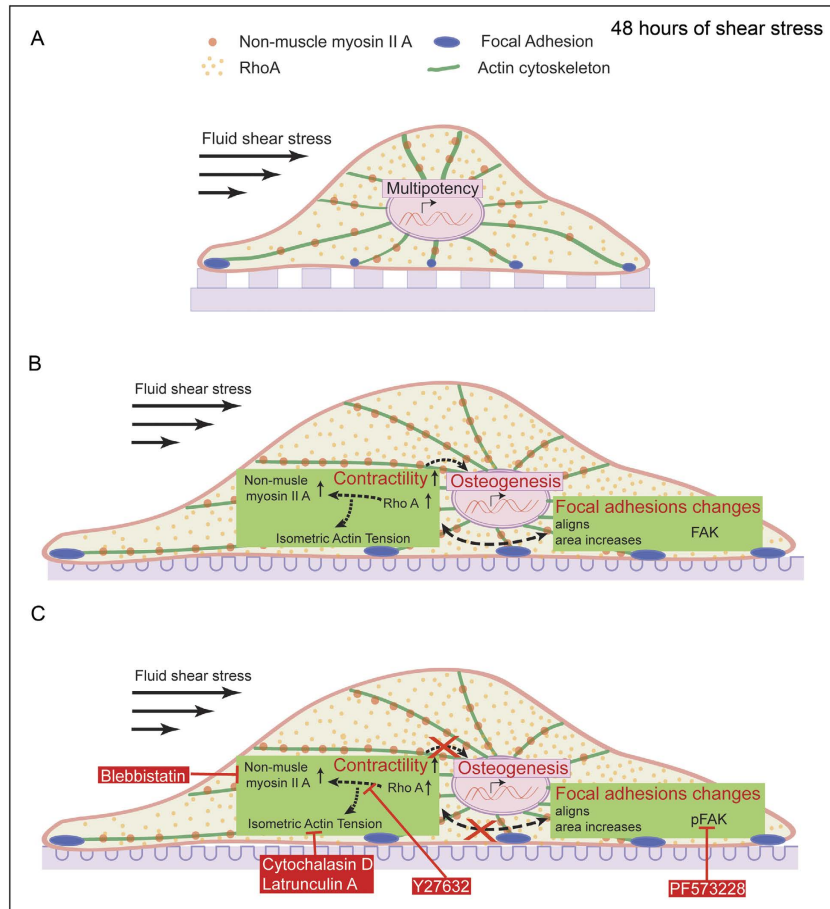 A
48 hours of shear stress
Non-muscle myosin II A
Focal Adhesion
RhoA
Actin cytoskeleton
Fluid shear stress
Multipotency
B
Fluid shear stress
Non-musle
myosin II A
Contractility
Rho A
Isometric Actin Tension
Osteogenesis
Focal adhesions changes
aligns
area increases
FAK
C
Fluid shear stress
Blebbistatin
Non-musle
myosin II A
Contractility
Rho A
Isometric Actin Tension
Osteogenesis
Focal adhesions changes
aligns
area increases
pFAK
Cytochalasin D
Latrunculin A
Y27632
PF573228